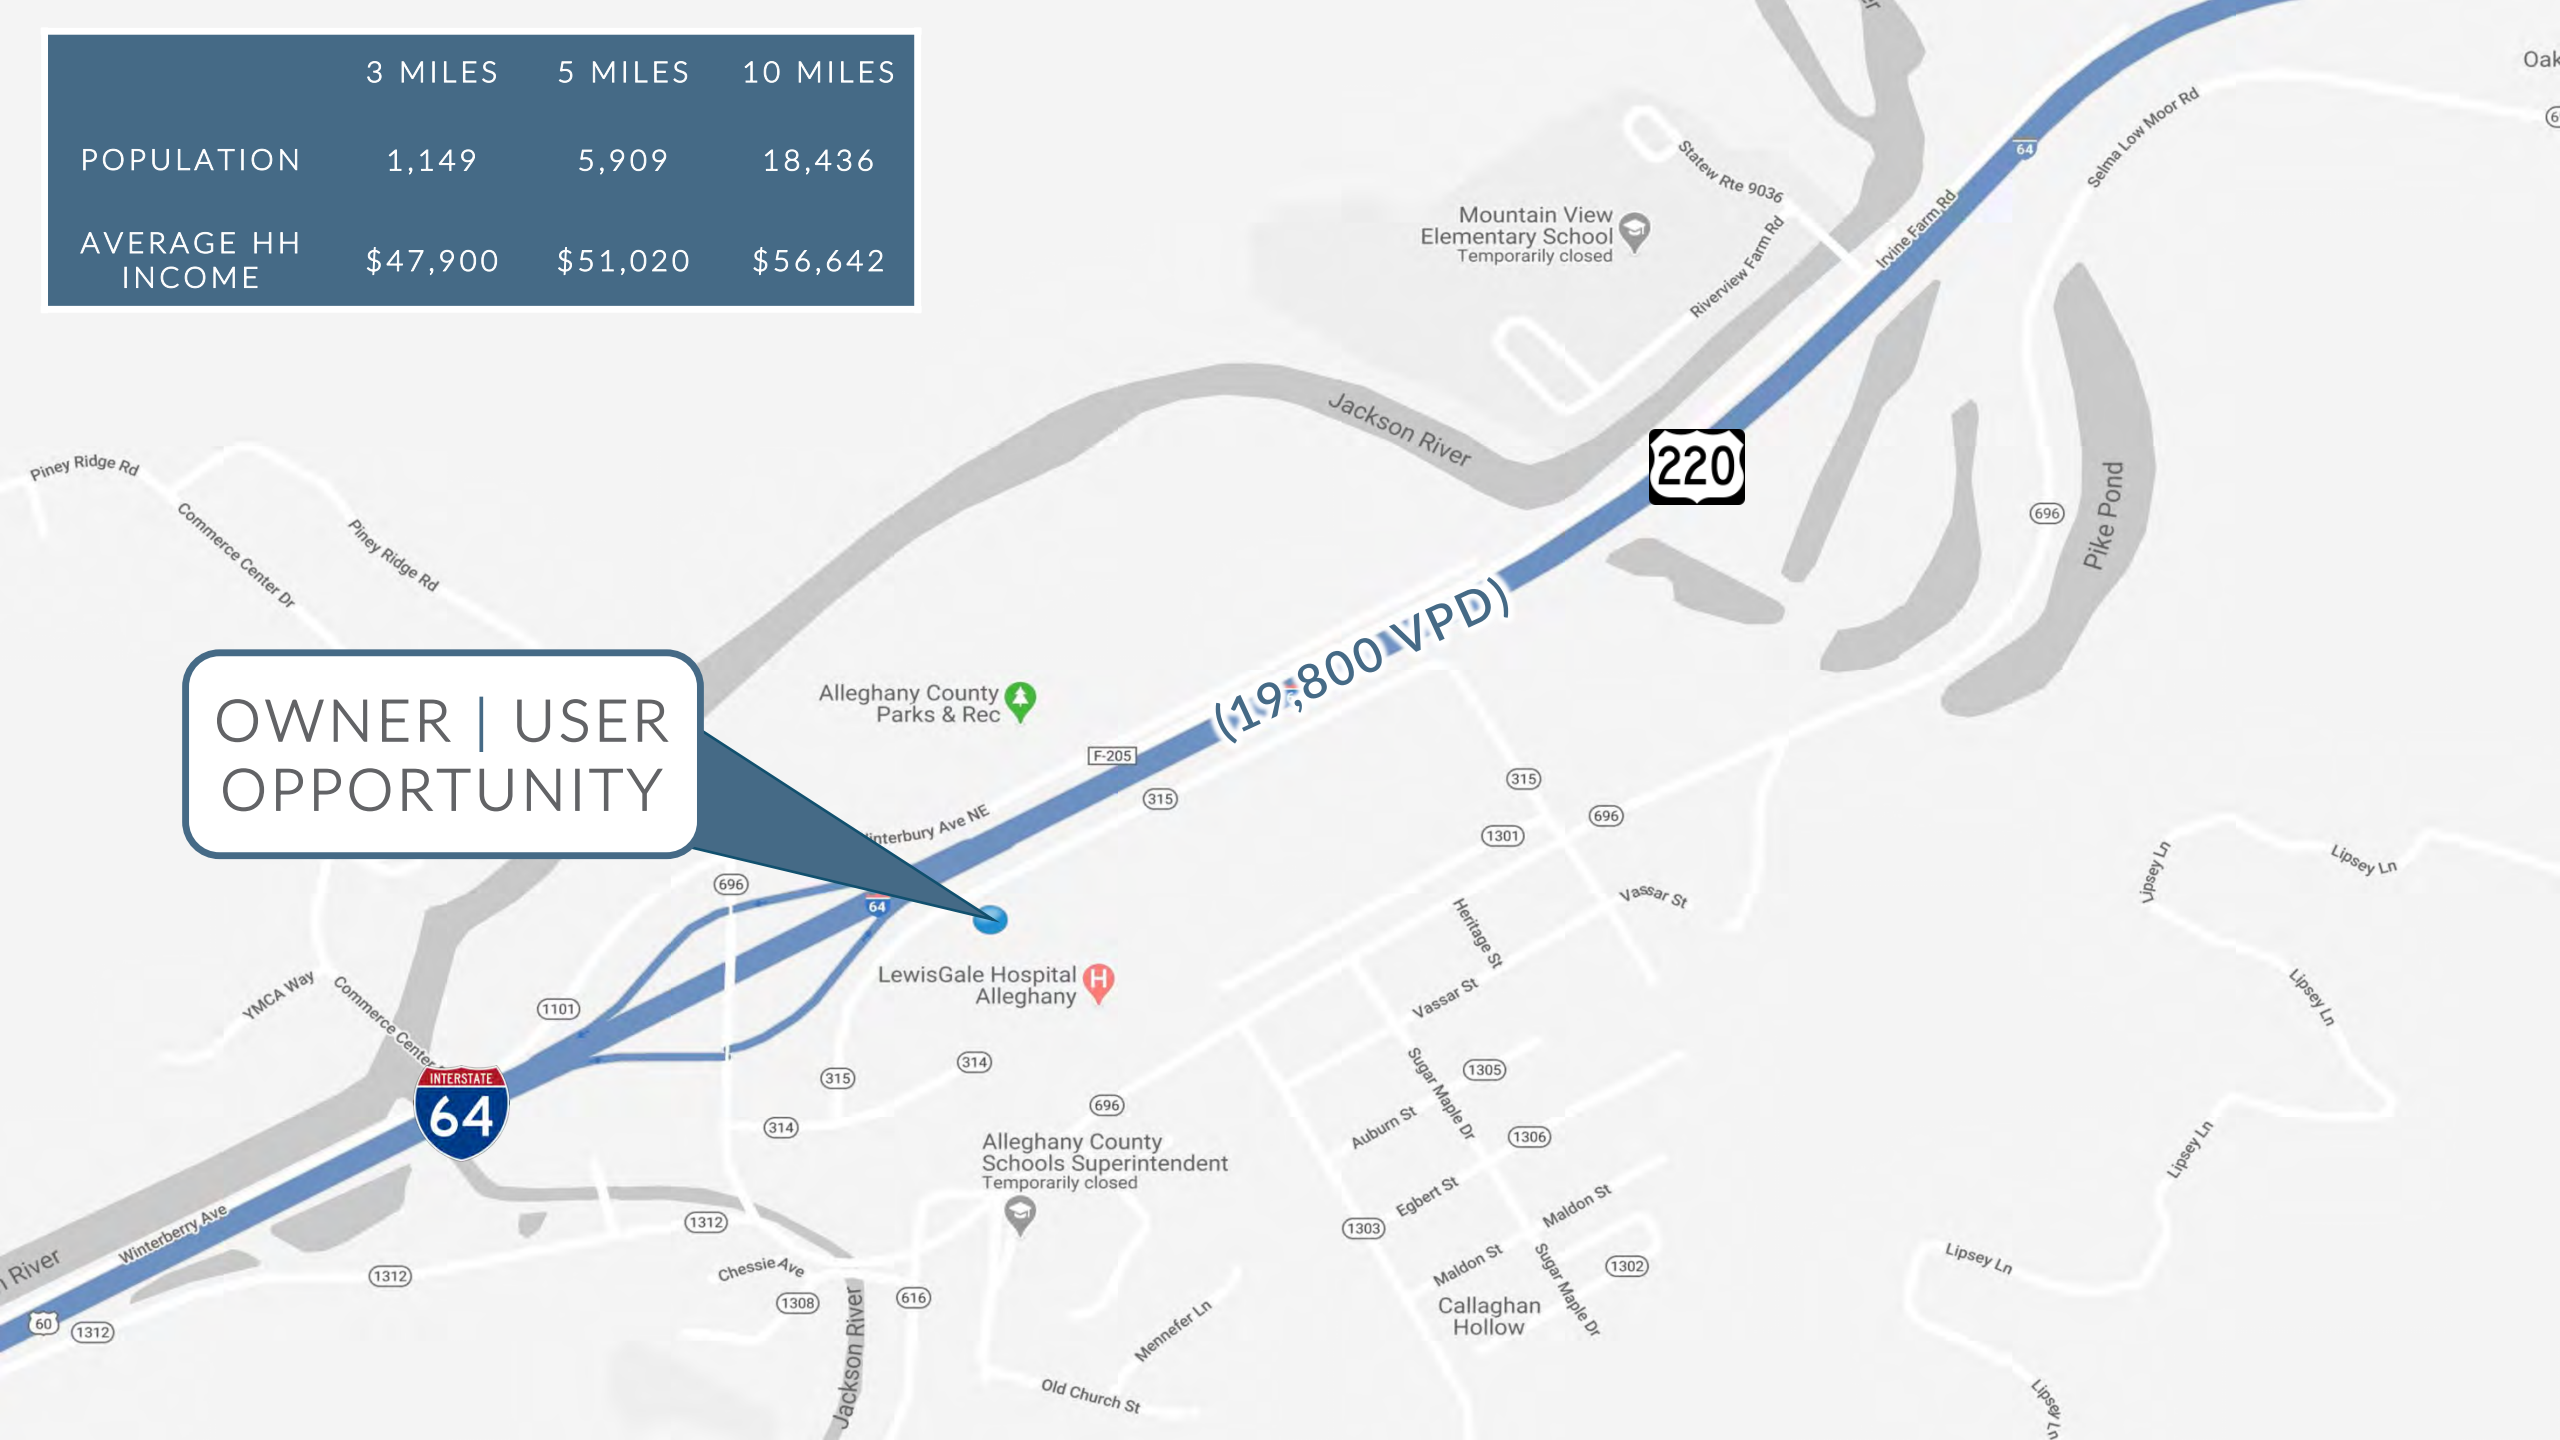 3 MILES 5 MILES 10 MILES
POPULATION 1,149 5,909 18,436
AVERAGE HH
INCOME
$47,900 $51,020 $56,642
Oak
64
Selma Low Moor Rd
Statew Rte 9036
Mountain View
Elementary School
Temporarily closed
Riverview Farm Rd
Irvine Farm Rd
Jackson River
220
696
Pike Pond
Piney Ridge Rd
Commerce Center Dr
Piney Ridge Rd
(19,800 VPD)
OWNER | USER
OPPORTUNITY
Alleghany County
Parks & Rec
F-205
315
315
696
1301
interbury Ave NE
696
64
Lipsey Ln
Lipsey Ln
Vassar St
Heritage St
LewisGale Hospital
Alleghany
H
YMCA Way
Commerce Center
1101
Vassar St
Lipsey Ln
INTERSTATE
64
315
314
314
696
1305
Sugar Maple Dr
Auburn St
1306
Alleghany County
Schools Superintendent
Temporarily closed
Lipsey Ln
Winterberry Ave
1312
Egbert St
Maldon St
1303
River
1312
Chessie Ave
1308
616
Maldon St
Sugar Maple Dr
1302
Lipsey Ln
60
1312
Jackson River
Mennefer Ln
Callaghan
Hollow
Old Church St
Lipsey Ln